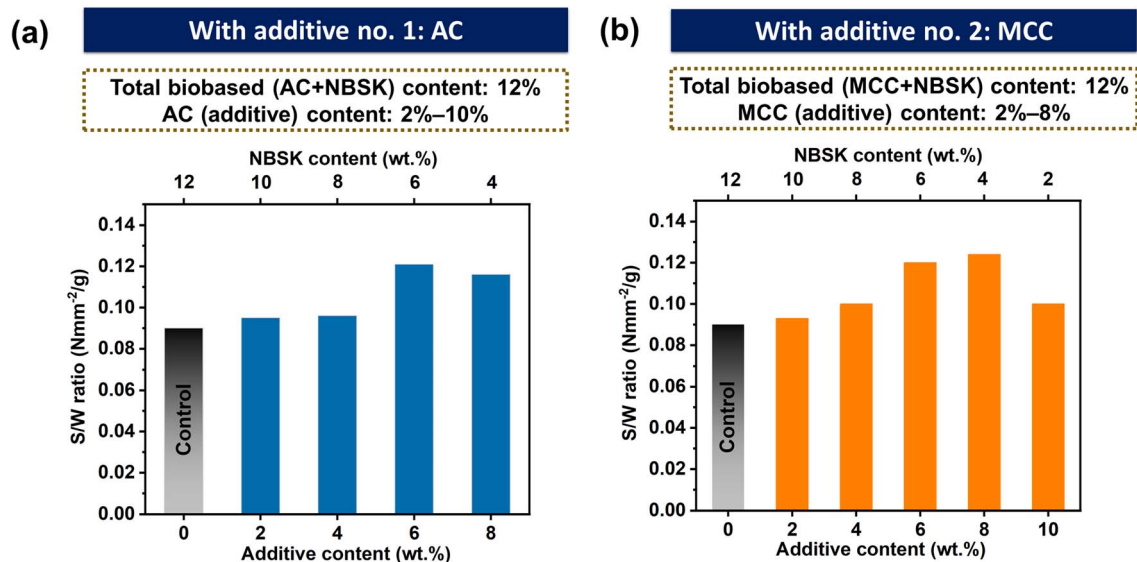 (a)
With additive no. 1: AC
Total biobased (AC+NBSK) content: 12%
AC (additive) content: 2%–10%
NBSK content (wt.%)
12 10 8 6 4
S/W ratio (Nmm⁻²/g)
0.14
0.12
0.10
0.08
0.06
0.04
0.02
0.00
Control
0 2 4 6 8
Additive content (wt.%)
(b)
With additive no. 2: MCC
Total biobased (MCC+NBSK) content: 12%
MCC (additive) content: 2%–8%
NBSK content (wt.%)
12 10 8 6 4 2
S/W ratio (Nmm⁻²/g)
0.14
0.12
0.10
0.08
0.06
0.04
0.02
0.00
Control
0 2 4 6 8 10
Additive content (wt.%)